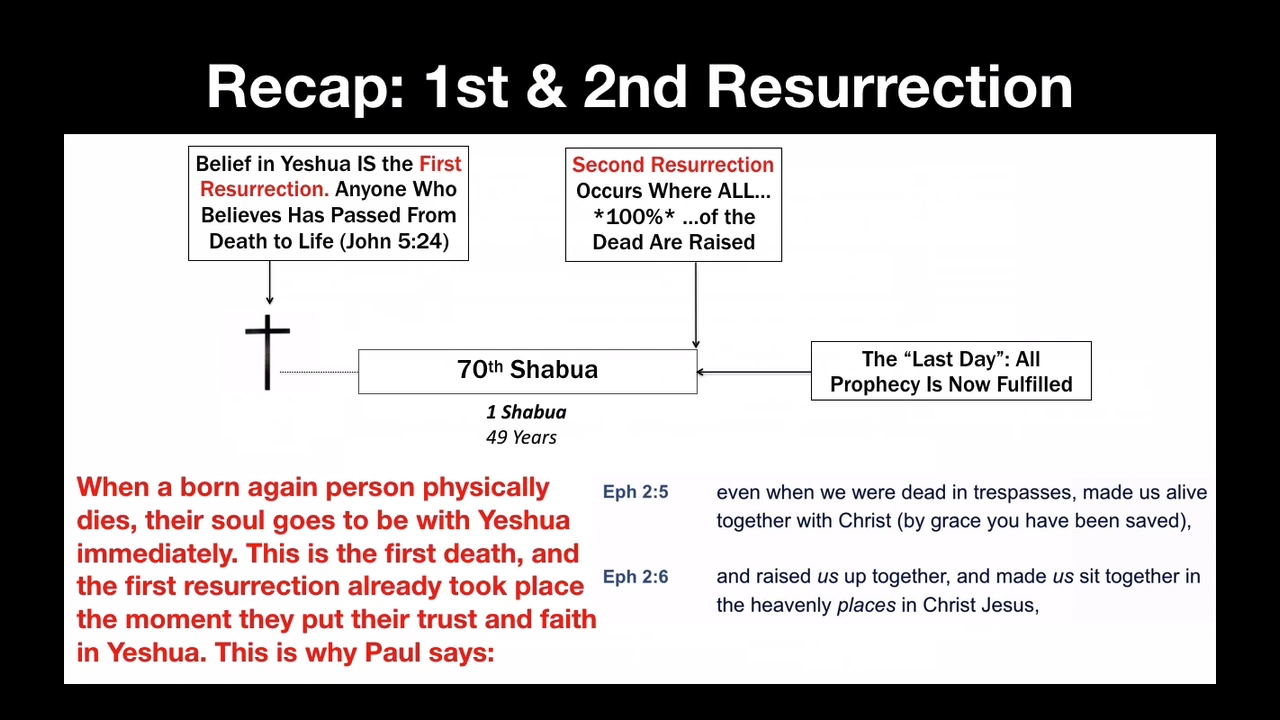 Recap: 1st & 2nd Resurrection
Belief in Yeshua IS the First
Resurrection. Anyone Who
Believes Has Passed From
Death to Life (John 5:24)
Second Resurrection
Occurs Where ALL...
*100%* ...of the
Dead Are Raised
70th Shabua
The “Last Day”: All
Prophecy Is Now Fulfilled
1 Shabua
49 Years
When a born again person physically
dies, their soul goes to be with Yeshua
immediately. This is the first death, and
the first resurrection already took place
the moment they put their trust and faith
in Yeshua. This is why Paul says:
Eph 2:5 even when we were dead in trespasses, made us alive
together with Christ (by grace you have been saved),
Eph 2:6 and raised us up together, and made us sit together in
the heavenly places in Christ Jesus,